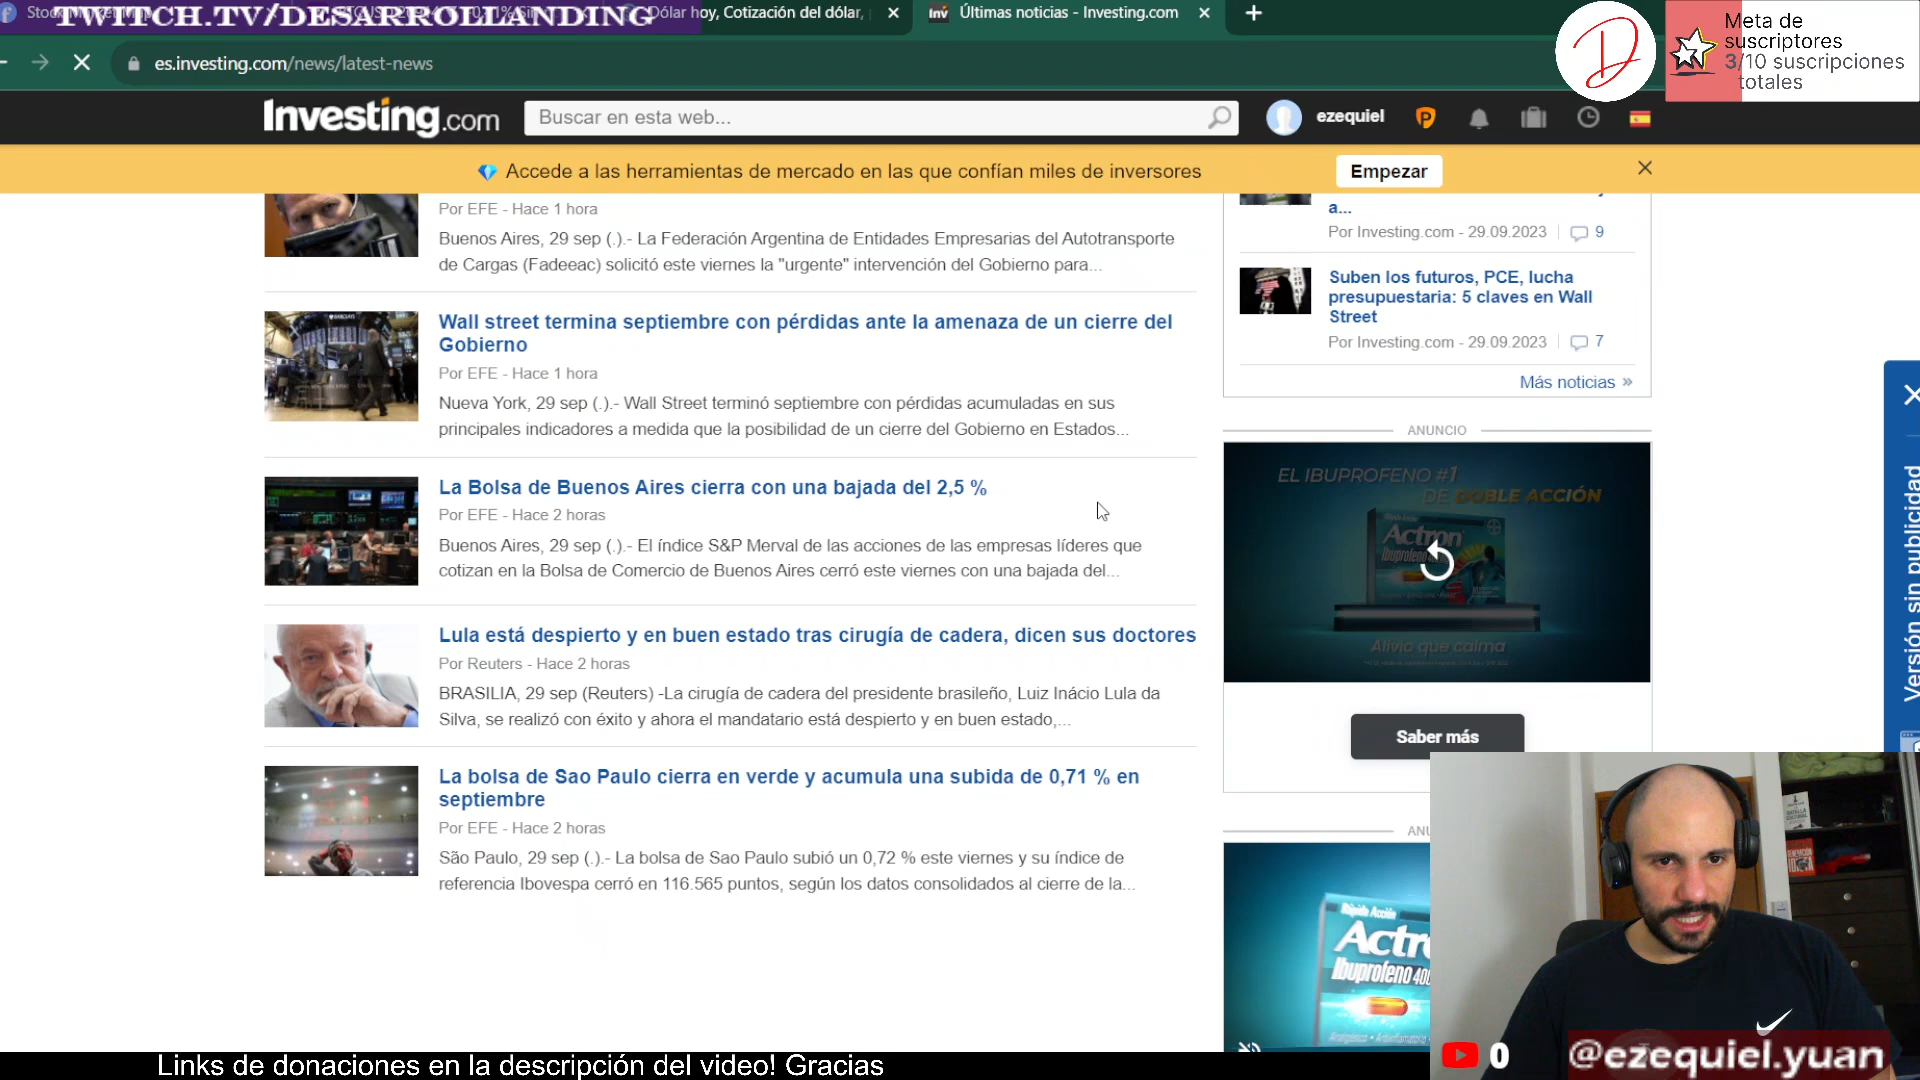 TWITCH.TV/DESARROLLANDING
Dólar hoy, Cotización del dólar,
Últimas noticias - Investing.com
es.investing.com/news/latest-news
Meta de
suscriptores
3/10 suscripciones
totales
Investing.com
Buscar en esta web...
ezequiel
Accede a las herramientas de mercado en las que confían miles de inversores
Empezar
Por EFE - Hace 1 hora
Buenos Aires, 29 sep (.).- La Federación Argentina de Entidades Empresarias del Autotransporte
de Cargas (Fadeeac) solicitó este viernes la "urgente" intervención del Gobierno para...
Wall street termina septiembre con pérdidas ante la amenaza de un cierre del
Gobierno
Por EFE - Hace 1 hora
Nueva York, 29 sep (.).- Wall Street terminó septiembre con pérdidas acumuladas en sus
principales indicadores a medida que la posibilidad de un cierre del Gobierno en Estados...
La Bolsa de Buenos Aires cierra con una bajada del 2,5 %
Por EFE - Hace 2 horas
Buenos Aires, 29 sep (.).- El índice S&P Merval de las acciones de las empresas líderes que
cotizan en la Bolsa de Comercio de Buenos Aires cerró este viernes con una bajada del...
Lula está despierto y en buen estado tras cirugía de cadera, dicen sus doctores
Por Reuters - Hace 2 horas
BRASILIA, 29 sep (Reuters) -La cirugía de cadera del presidente brasileño, Luiz Inácio Lula da
Silva, se realizó con éxito y ahora el mandatario está despierto y en buen estado,...
La bolsa de Sao Paulo cierra en verde y acumula una subida de 0,71 % en
septiembre
Por EFE - Hace 2 horas
São Paulo, 29 sep (.).- La bolsa de Sao Paulo subió un 0,72 % este viernes y su índice de
referencia Ibovespa cerró en 116.565 puntos, según los datos consolidados al cierre de la...
a...
Por Investing.com - 29.09.2023
9
Suben los futuros, PCE, lucha
presupuestaria: 5 claves en Wall
Street
Por Investing.com - 29.09.2023
7
Más noticias »
ANUNCIO
EL IBUPROFENO #1
DE DOBLE ACCIÓN
Actron
Alivio que calma
Saber más
Rápida Acción
Ibuprofeno 400
Versión sin publicidad
0
@ezequiel.yuan
Links de donaciones en la descripción del video! Gracias